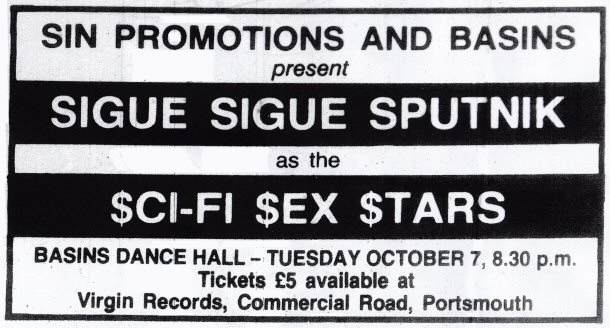 SIN PROMOTIONS AND BASINS
present
SIGUE SIGUE SPUTNIK
as the
$CI-FI $EX $TARS
BASINS DANCE HALL – TUESDAY OCTOBER 7, 8.30 p.m.
Tickets £5 available at
Virgin Records, Commercial Road, Portsmouth